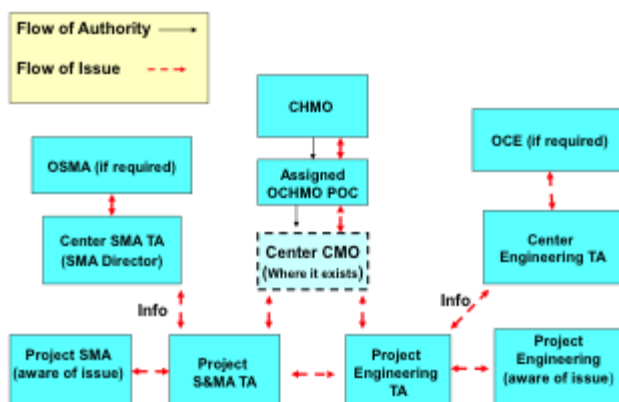 Flow of Authority
Flow of Issue
CHMO
OSMA (if required)
OCE (if required)
Assigned
OCHMO POC
Center SMA TA
(SMA Director)
Center CMO
(Where it exists)
Center
Engineering TA
Info
Info
Project SMA
(aware of issue)
Project
S&MA TA
Project
Engineering
TA
Project
Engineering
(aware of issue)